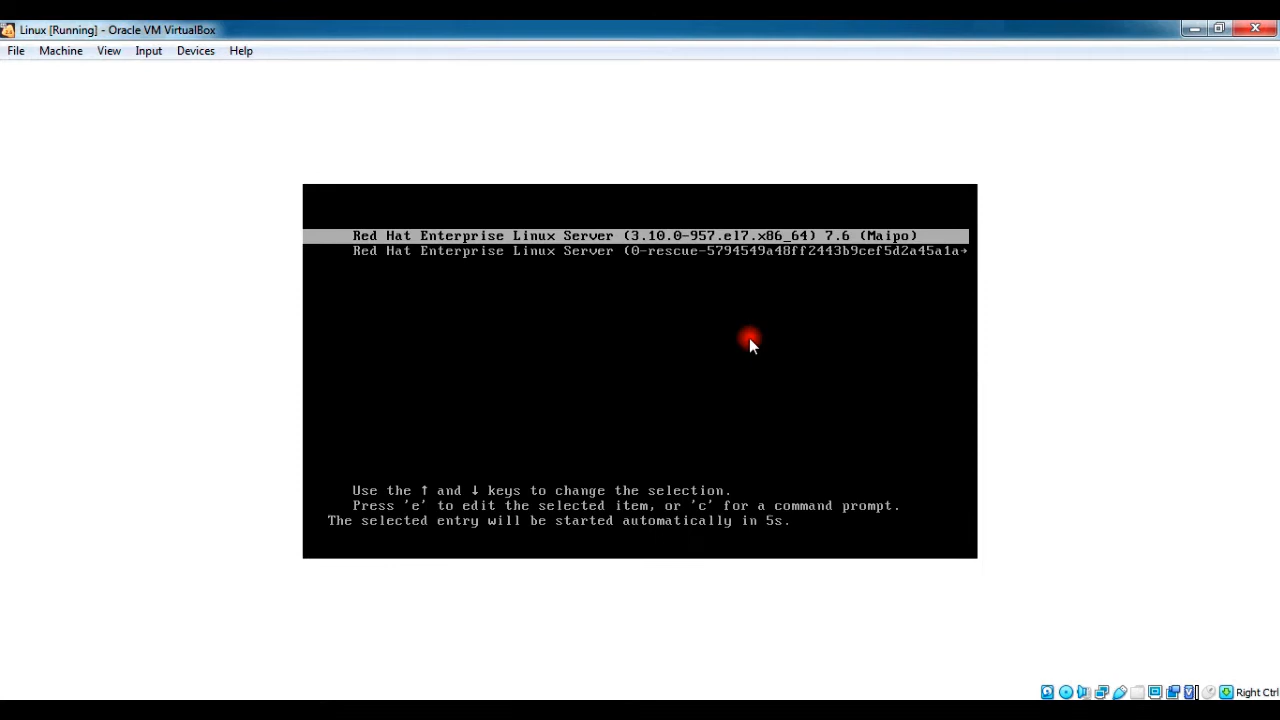 Linux [Running] - Oracle VM VirtualBox
File Machine View Input Devices Help
Red Hat Enterprise Linux Server (3.10.0-957.el7.x86_64) 7.6 (Maipo)
Red Hat Enterprise Linux Server (0-rescue-5794549a48ff2443b9cef5d2a45a1a→
Use the ↑ and ↓ keys to change the selection.
Press 'e' to edit the selected item, or 'c' for a command prompt.
The selected entry will be started automatically in 5s.
Right Ctrl